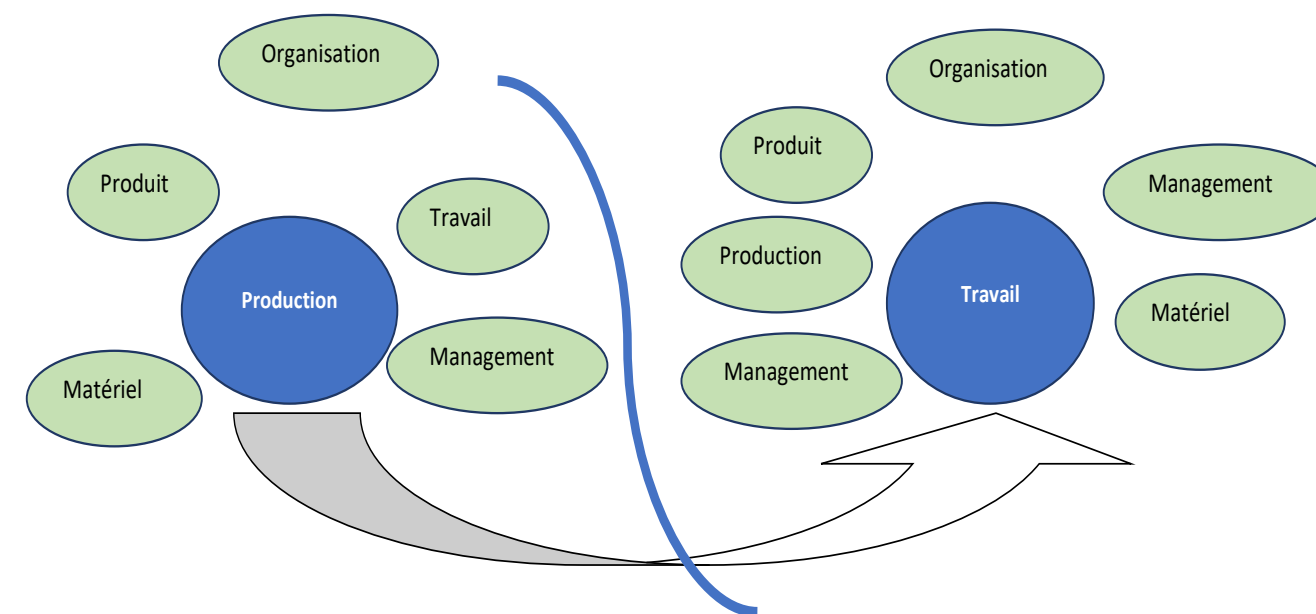 Organisation
Produit
Travail
Production
Management
Matériel
Organisation
Produit
Management
Production
Travail
Matériel
Management